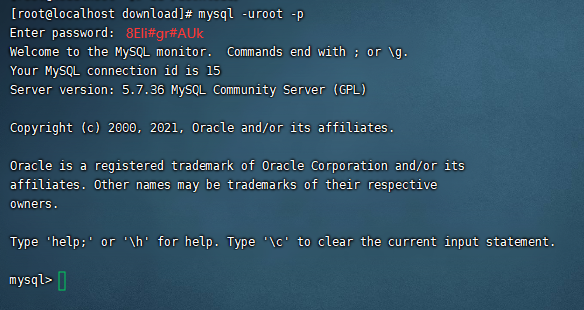 [root@localhost download]# mysql -uroot -p
Enter password: 8Eli#gr#AUk
Welcome to the MySQL monitor.  Commands end with ; or \g.
Your MySQL connection id is 15
Server version: 5.7.36 MySQL Community Server (GPL)
Copyright (c) 2000, 2021, Oracle and/or its affiliates.
Oracle is a registered trademark of Oracle Corporation and/or its
affiliates. Other names may be trademarks of their respective
owners.
Type 'help;' or '\h' for help. Type '\c' to clear the current input statement.
mysql>